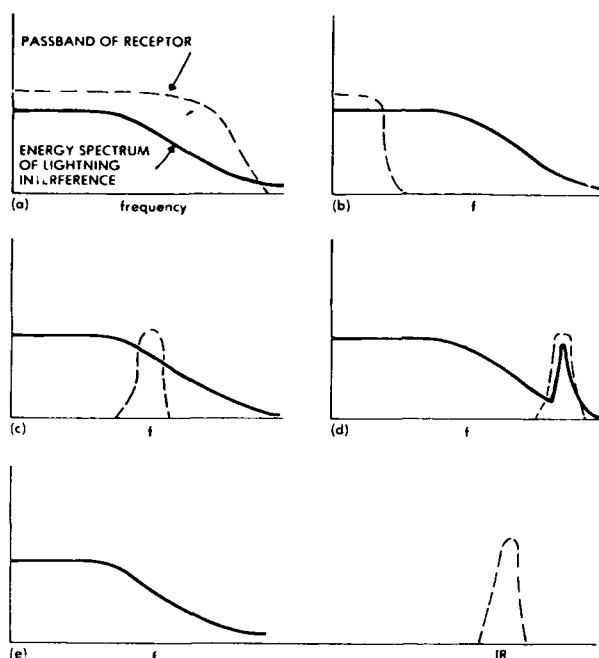 PASSBAND OF RECEPTOR
ENERGY SPECTRUM
OF LIGHTNING
INTERFERENCE
(a) frequency
(b) f
(c) f
(d) f
(e) f IR